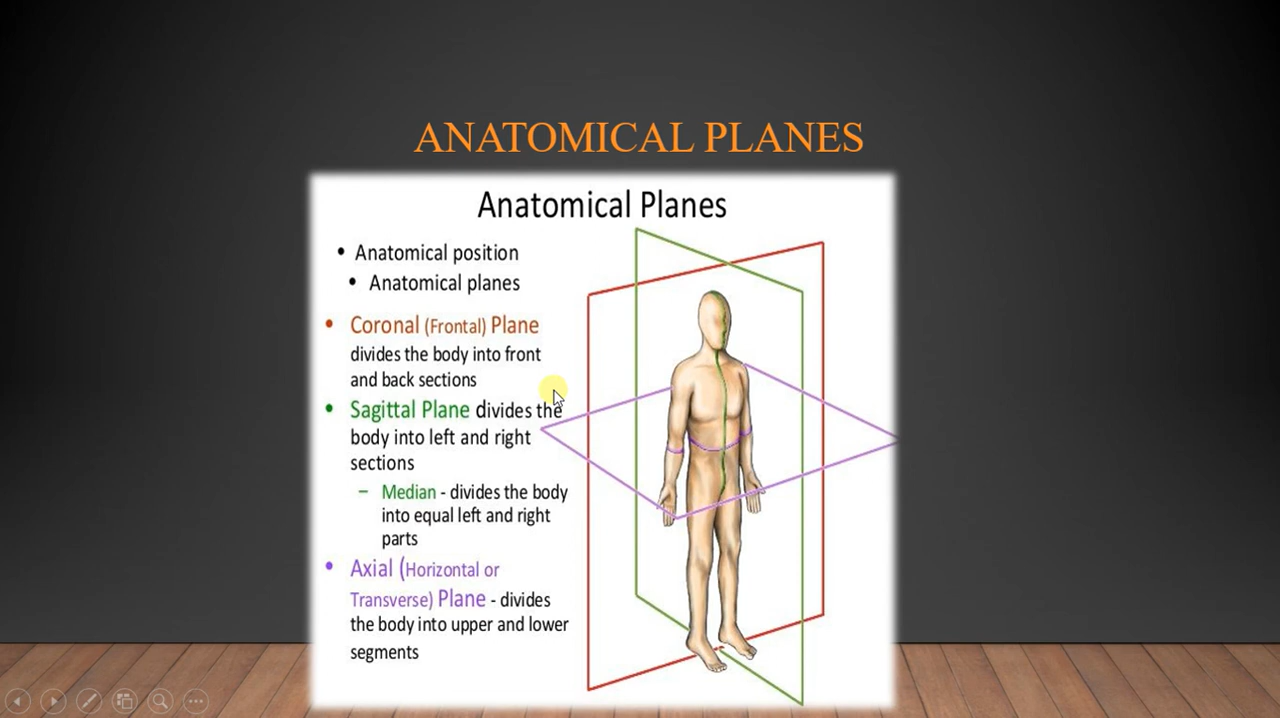 ANATOMICAL PLANES
Anatomical Planes
• Anatomical position
• Anatomical planes
• Coronal (Frontal) Plane
divides the body into front
and back sections
• Sagittal Plane divides the
body into left and right
sections
– Median - divides the body
into equal left and right
parts
• Axial (Horizontal or
Transverse) Plane - divides
the body into upper and lower
segments